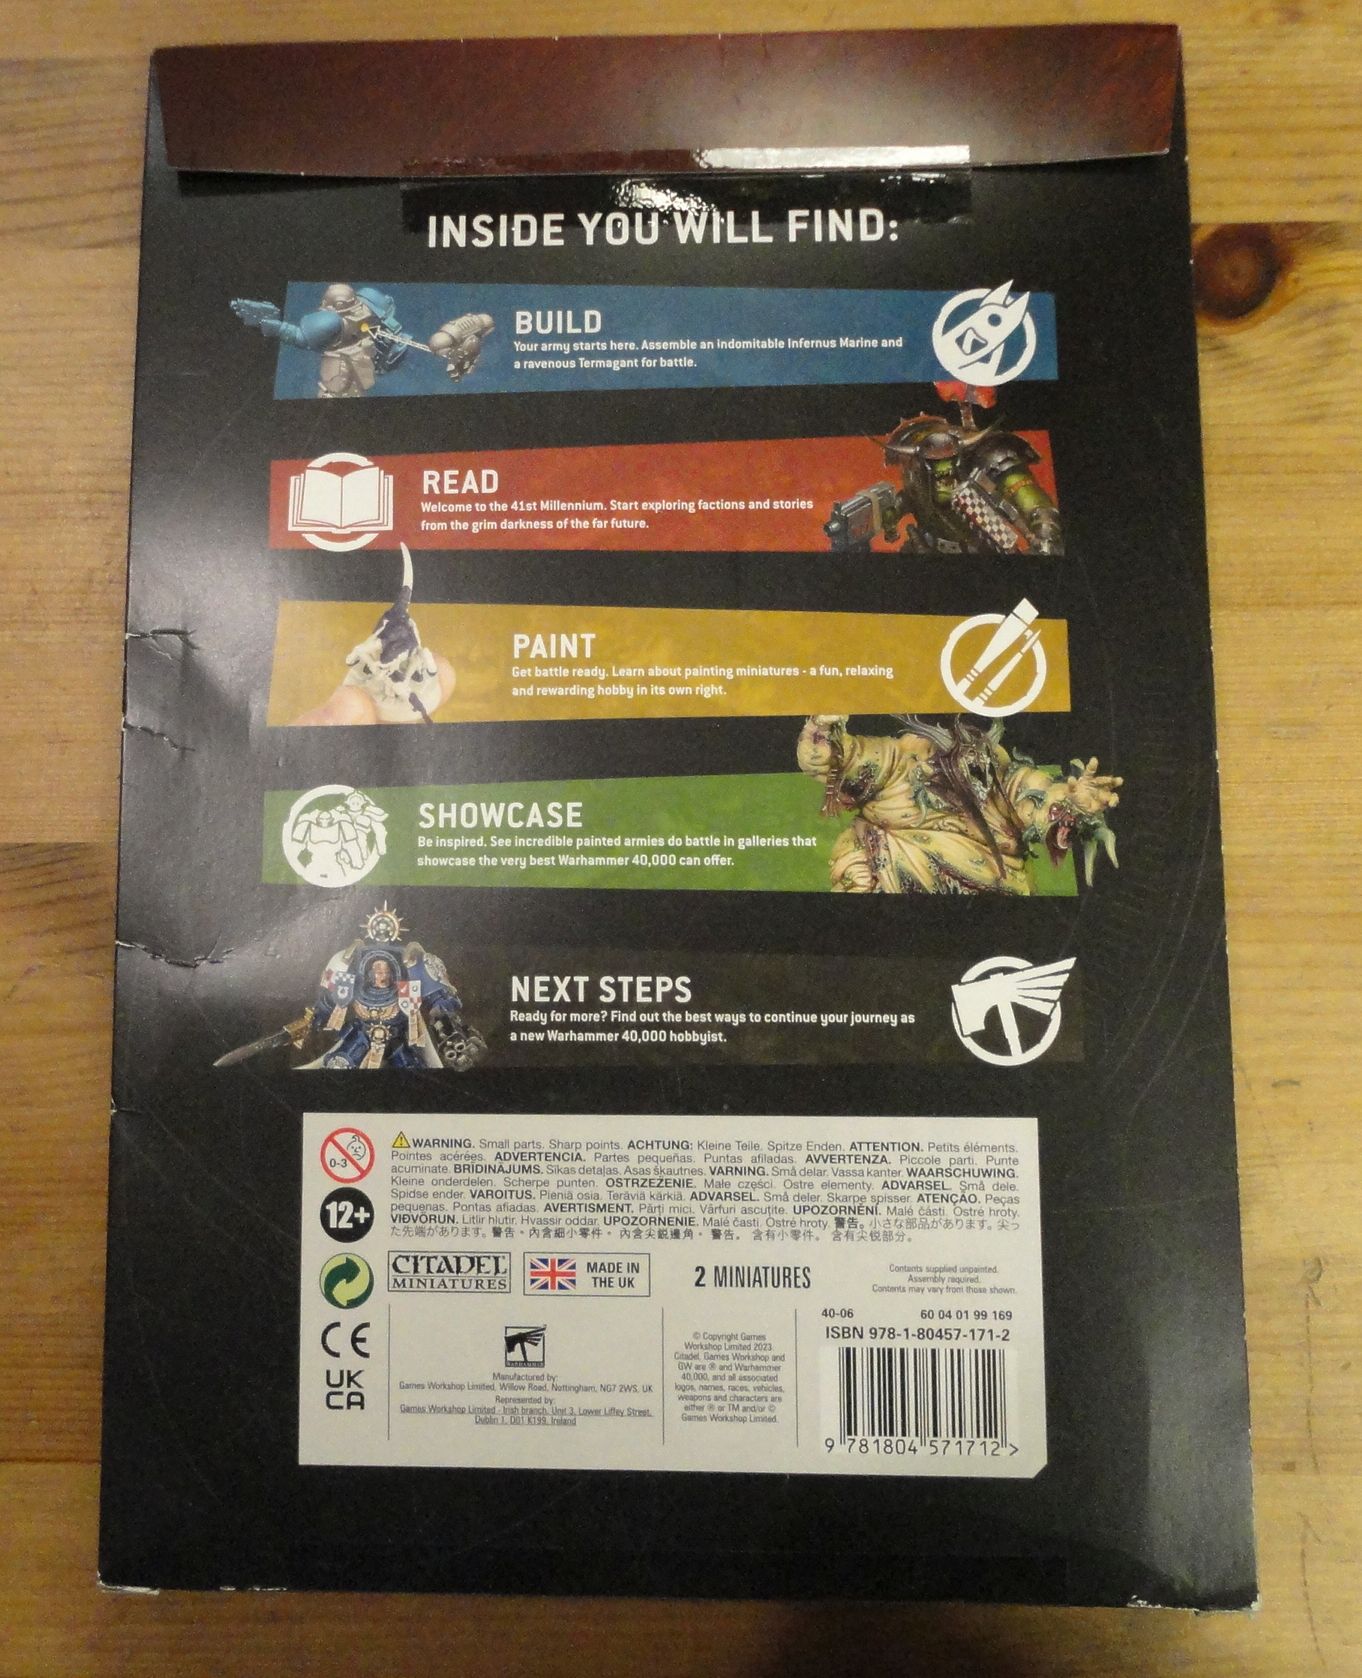 INSIDE YOU WILL FIND:
BUILD
Your army starts here. Assemble an indomitable Infernus Marine and
a ravenous Termagant for battle.
READ
Welcome to the 41st Millennium. Start exploring factions and stories
from the grim darkness of the far future.
PAINT
Get battle ready. Learn about painting miniatures - a fun, relaxing
and rewarding hobby in its own right.
SHOWCASE
Be inspired. See incredible painted armies do battle in galleries that
showcase the very best Warhammer 40,000 can offer.
NEXT STEPS
Ready for more? Find out the best ways to continue your journey as
a new Warhammer 40,000 hobbyist.
0-3
12+
WARNING. Small parts. Sharp points. ACHTUNG: Kleine Teile. Spitze Enden. ATTENTION. Petits éléments.
Pointes acérées. ADVERTENCIA. Partes pequeñas. Puntas afiladas. AVVERTENZA. Piccole parti. Punte
acuminate. BRĪDINĀJUMS. Sīkas detaļas. Asas šķautnes. VARNING. Små delar. Vassa kanter. WAARSCHUWING.
Kleine onderdelen. Scherpe punten. OSTRZEŻENIE. Małe części. Ostre elementy. ADVARSEL. Små dele.
Spidse ender. VAROITUS. Pieniä osia. Teräviä kärkiä. ADVARSEL. Små deler. Skarpe spisser. ATENÇÃO. Peças
pequenas. Pontas afiadas. AVERTISMENT. Părți mici. Vârfuri ascuțite. UPOZORNĚNÍ. Malé části. Ostré hroty.
VIÐVÖRUN. Litlir hlutir. Hvassir oddar. UPOZORNENIE. Malé časti. Ostré hroty. 警告。小さな部品があります。尖っ
た先端があります。警告。內含細小零件。內含尖銳邊角。警告。含有小零件。含有尖锐部分。
CITADEL
MINIATURES
MADE IN
THE UK
2 MINIATURES
Contents supplied unpainted.
Assembly required.
Contents may vary from those shown.
CE
UK
CA
WARHAMMER
Manufactured by:
Games Workshop Limited, Willow Road, Nottingham, NG7 2WS, UK
Represented by:
Games Workshop Limited - Irish branch, Unit 3, Lower Liffey Street,
Dublin 1, D01 K199, Ireland
© Copyright Games
Workshop Limited 2023.
Citadel, Games Workshop and
GW are ® and Warhammer
40,000, and all associated
logos, names, races, vehicles,
weapons and characters are
either ® or TM and/or ©
Games Workshop Limited.
40-06 60 04 01 99 169
ISBN 978-1-80457-171-2
9 781804 571712 >